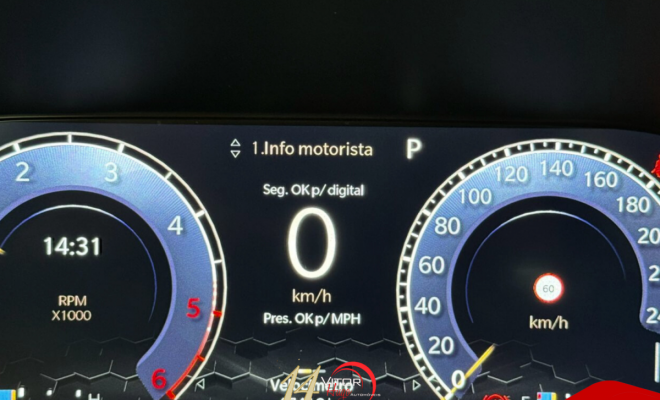 1.Info motorista P
Seg. OK p/ digital
0
km/h
Pres. OK p/ MPH
Velocímetro
2 3 4 5 6
14:31
RPM
X1000
0 20 40 60 80 100 120 140 160 180
60
km/h